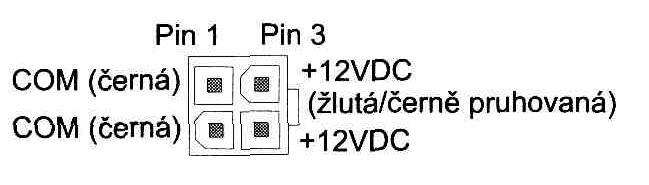 Pin 1 Pin 3
COM (černá) +12VDC
(žlutá/černě pruhovaná)
COM (černá) +12VDC